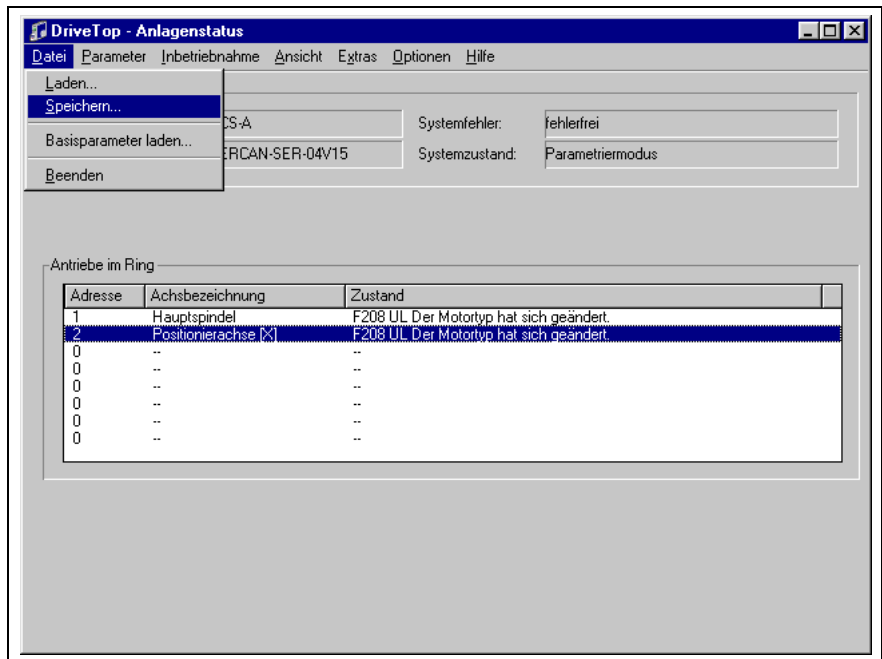 DriveTop - Anlagenstatus
Datei Parameter Inbetriebnahme Ansicht Extras Optionen Hilfe
Laden...
Speichern...
Basisparameter laden...
Beenden
CS-A
Systemfehler:
fehlerfrei
ERCAN-SER-04V15
Systemzustand:
Parametriermodus
Antriebe im Ring
Adresse Achsbezeichnung Zustand
1 Hauptspindel F208 UL Der Motortyp hat sich geändert.
2 Positionierachse [X] F208 UL Der Motortyp hat sich geändert.
0 -- --
0 -- --
0 -- --
0 -- --
0 -- --
0 -- --